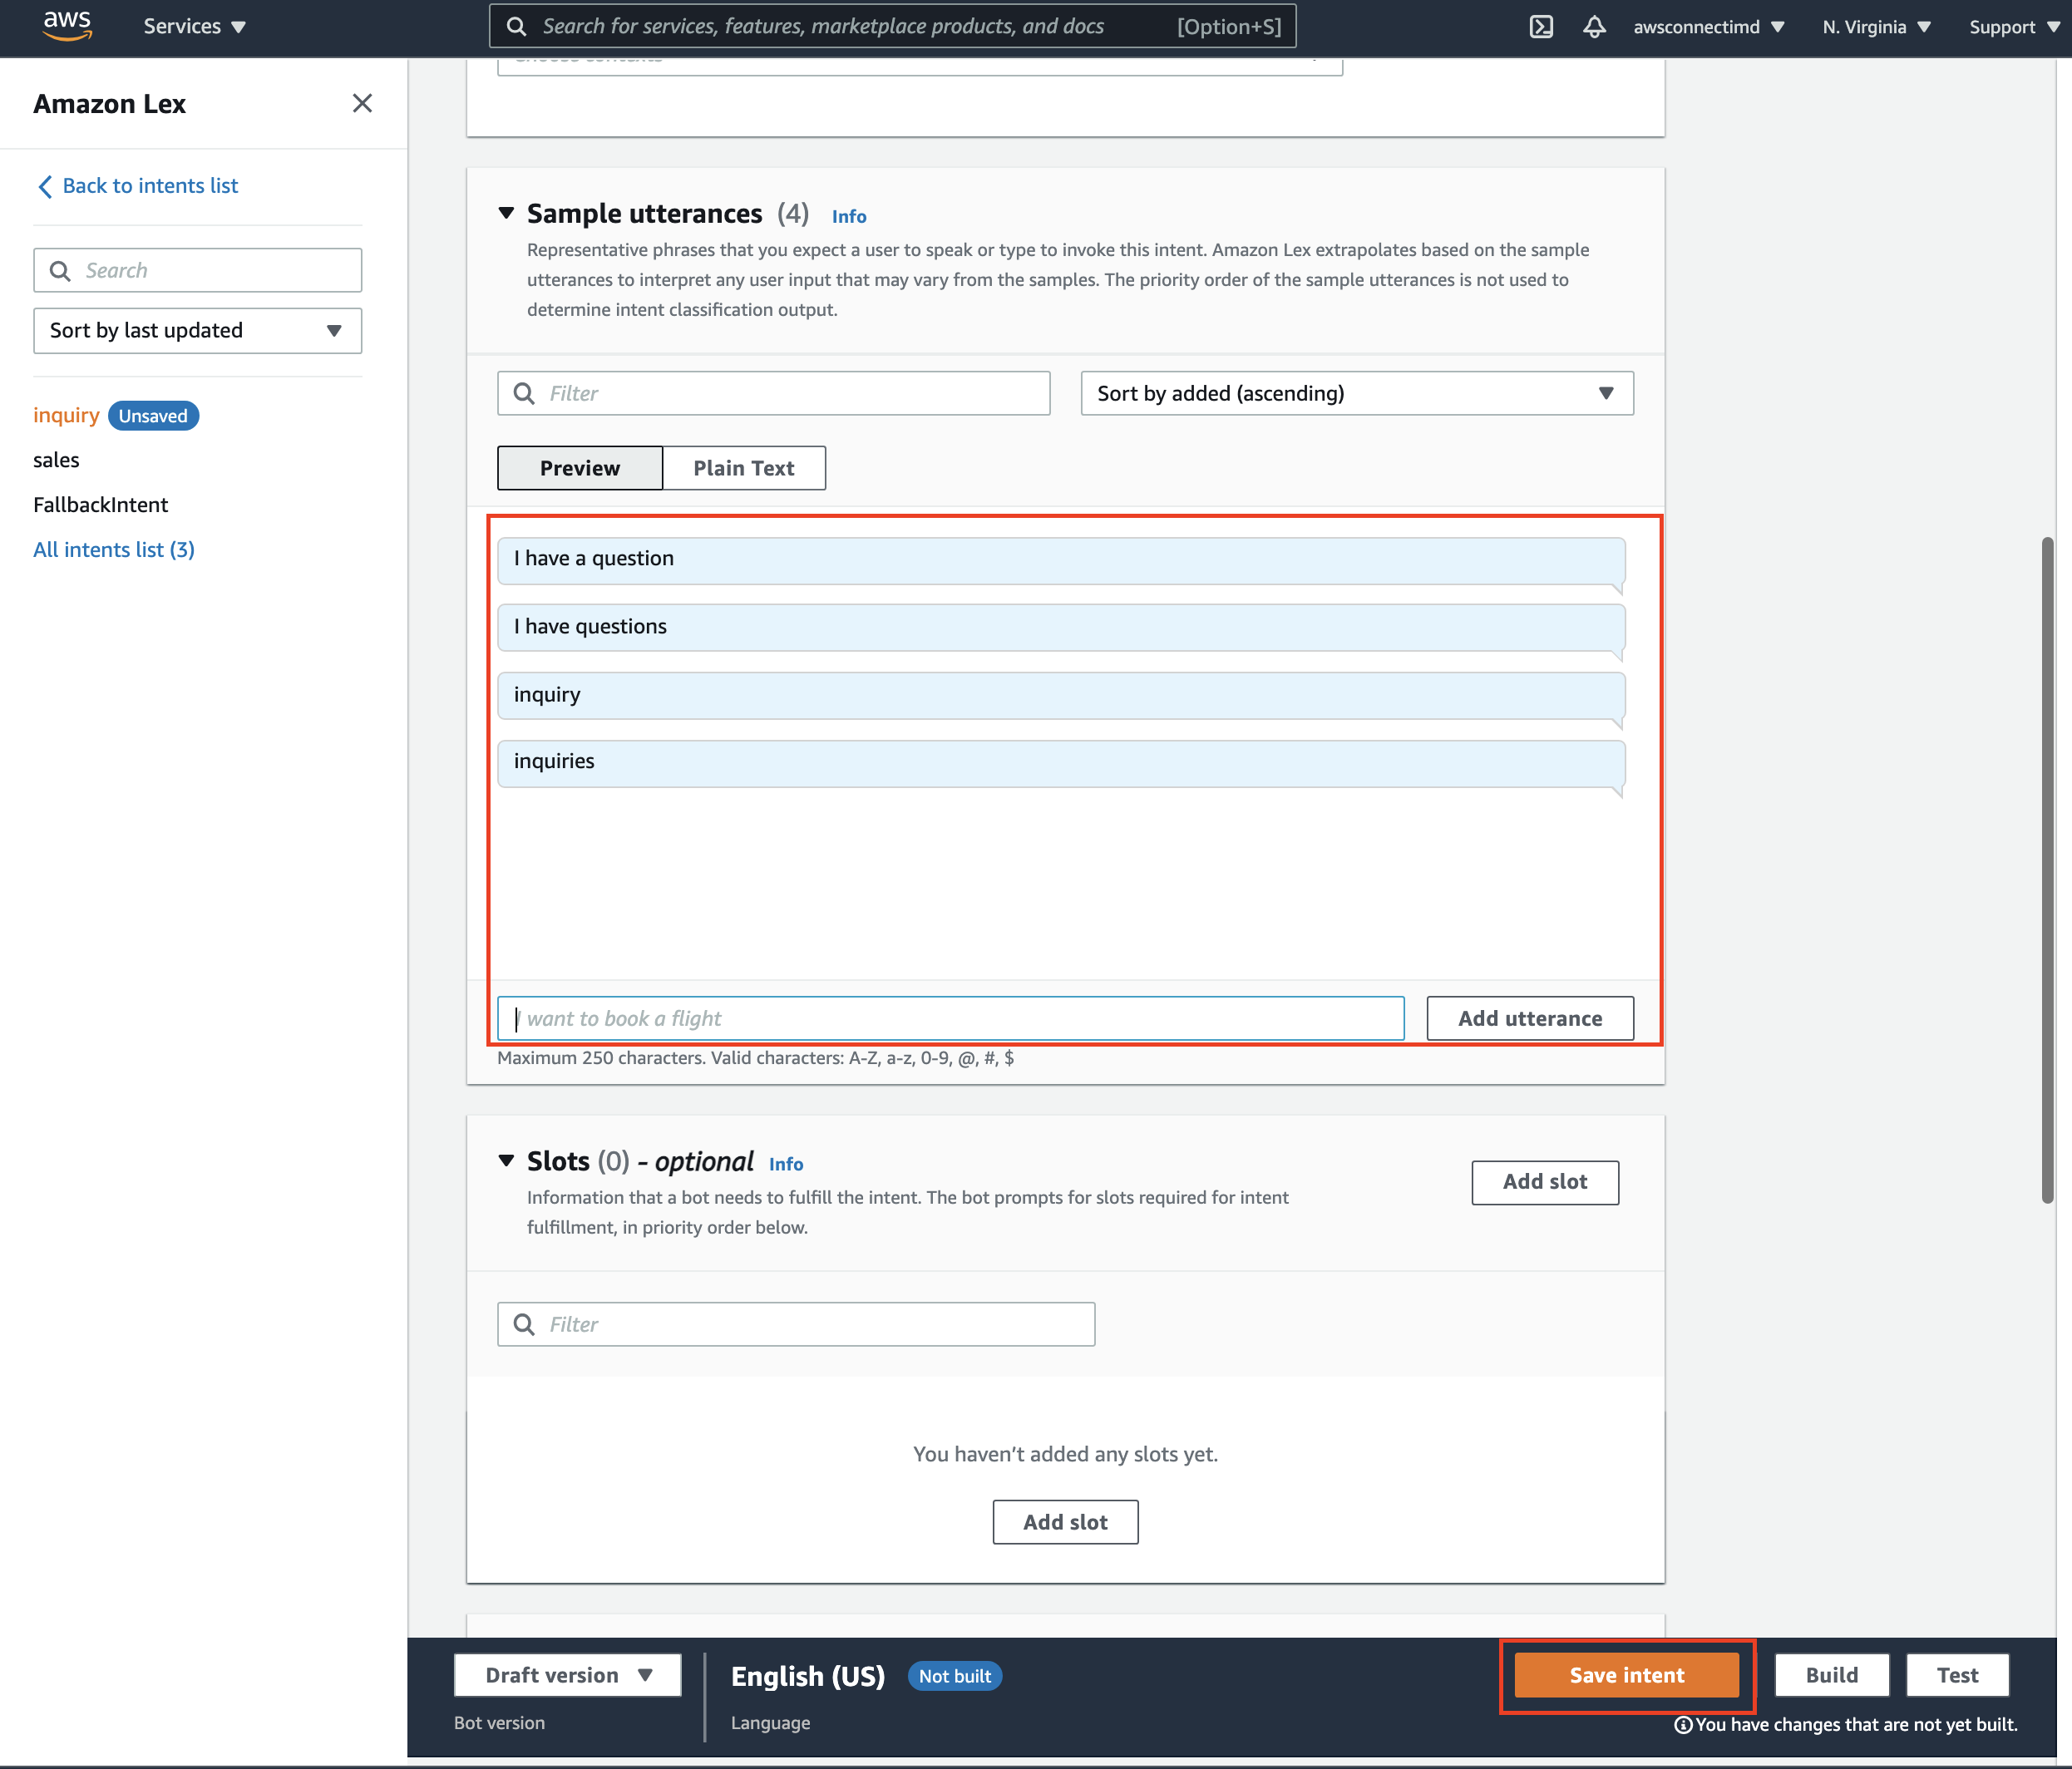 aws
Services
Search for services, features, marketplace products, and docs
[Option+S]
awsconnectimd
N. Virginia
Support
Amazon Lex
Back to intents list
Search
Sort by last updated
inquiry Unsaved
sales
FallbackIntent
All intents list (3)
Sample utterances (4) Info
Representative phrases that you expect a user to speak or type to invoke this intent. Amazon Lex extrapolates based on the sample
utterances to interpret any user input that may vary from the samples. The priority order of the sample utterances is not used to
determine intent classification output.
Filter
Sort by added (ascending)
Preview
Plain Text
I have a question
I have questions
inquiry
inquiries
I want to book a flight
Add utterance
Maximum 250 characters. Valid characters: A-Z, a-z, 0-9, @, #, $
Slots (0) - optional Info
Add slot
Information that a bot needs to fulfill the intent. The bot prompts for slots required for intent
fulfillment, in priority order below.
Filter
You haven't added any slots yet.
Add slot
Draft version
Bot version
English (US) Not built
Language
Save intent
Build
Test
You have changes that are not yet built.